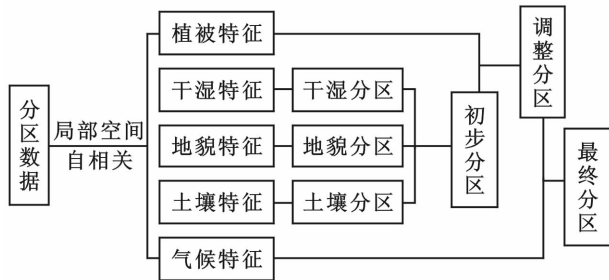 分区数据
局部空间
自相关
植被特征
干湿特征
干湿分区
地貌特征
地貌分区
土壤特征
土壤分区
气候特征
初步分区
调整分区
最终分区